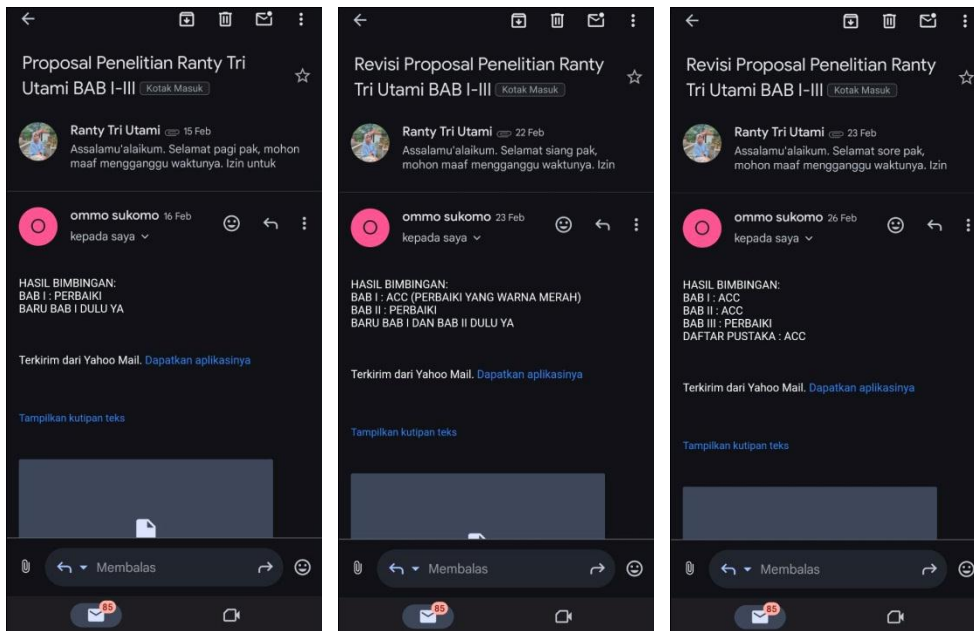 Proposal Penelitian Ranty Tri
Utami BAB I-III Kotak Masuk
Ranty Tri Utami 15 Feb
Assalamu'alaikum. Selamat pagi pak, mohon
maaf mengganggu waktunya. Izin untuk
O
ommo sukomo 16 Feb
kepada saya
HASIL BIMBINGAN:
BAB I : PERBAIKI
BARU BAB I DULU YA
Terkirim dari Yahoo Mail. Dapatkan aplikasinya
Tampilkan kutipan teks
Membalas
85
Revisi Proposal Penelitian Ranty
Tri Utami BAB I-III Kotak Masuk
Ranty Tri Utami 22 Feb
Assalamu'alaikum. Selamat siang pak,
mohon maaf mengganggu waktunya. Izin
O
ommo sukomo 23 Feb
kepada saya
HASIL BIMBINGAN:
BAB I : ACC (PERBAIKI YANG WARNA MERAH)
BAB II : PERBAIKI
BARU BAB I DAN BAB II DULU YA
Terkirim dari Yahoo Mail. Dapatkan aplikasinya
Tampilkan kutipan teks
Membalas
85
Revisi Proposal Penelitian Ranty
Tri Utami BAB I-III Kotak Masuk
Ranty Tri Utami 23 Feb
Assalamu'alaikum. Selamat sore pak,
mohon maaf mengganggu waktunya. Izin
O
ommo sukomo 26 Feb
kepada saya
HASIL BIMBINGAN:
BAB I : ACC
BAB II : ACC
BAB III : PERBAIKI
DAFTAR PUSTAKA : ACC
Terkirim dari Yahoo Mail. Dapatkan aplikasinya
Tampilkan kutipan teks
Membalas
85